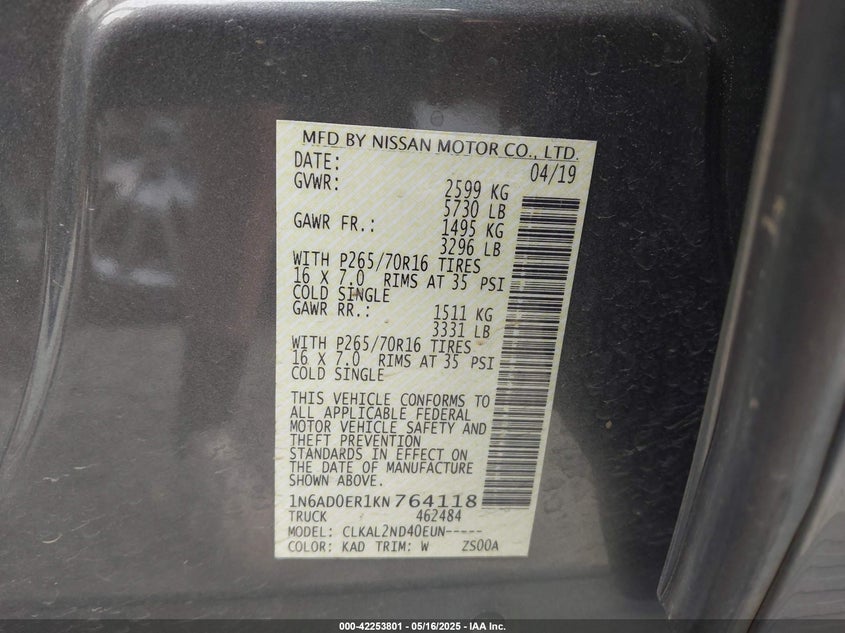 MFD BY NISSAN MOTOR CO., LTD.
DATE: 04/19
GVWR: 2599 KG
5730 LB
GAWR FR.: 1495 KG
3296 LB
WITH P265/70R16 TIRES
16 X 7.0 RIMS AT 35 PSI
COLD SINGLE
GAWR RR.: 1511 KG
3331 LB
WITH P265/70R16 TIRES
16 X 7.0 RIMS AT 35 PSI
COLD SINGLE
THIS VEHICLE CONFORMS TO
ALL APPLICABLE FEDERAL
MOTOR VEHICLE SAFETY AND
THEFT PREVENTION
STANDARDS IN EFFECT ON
THE DATE OF MANUFACTURE
SHOWN ABOVE.
1N6AD0ER1KN764118
TRUCK 462484
MODEL: CLKAL2ND40EUN-----
COLOR: KAD TRIM: W ZS00A
000-42253801 - 05/16/2025 - IAA Inc.